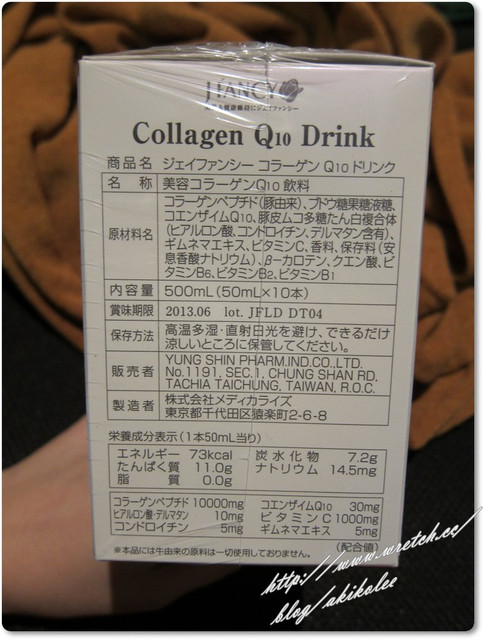 J FANCY
美容と健康維持にジェイファンシー
Collagen Q10 Drink
商品名 ジェイファンシー コラーゲン Q10 ドリンク
名 称 美容コラーゲンQ10 飲料
原材料名 コラーゲンペプチド(豚由来)、ブドウ糖果糖液糖、
コエンザイムQ10、豚皮ムコ多糖たん白複合体
(ヒアルロン酸、コンドロイチン、デルマタン含有)、
ギムネマエキス、ビタミンC、香料、保存料(安
息香酸ナトリウム)、β−カロテン、クエン酸、ビ
タミンB6、ビタミンB2、ビタミンB1
内容量 500mL(50mL×10本)
賞味期限 2013.06 lot. JFLD DT04
保存方法 高温多湿・直射日光を避け、できるだけ
涼しいところに保管してください。
販売者 YUNG SHIN PHARM.IND.CO.,LTD.
No.1191, SEC.1, CHUNG SHAN RD,
TACHIA TAICHUNG, TAIWAN, R.O.C.
製造者 株式会社メディカライズ
東京都千代田区猿楽町2-6-8
栄養成分表示(1本50mL当り)
エネルギー 73kcal 炭水化物 7.2g
たんぱく質 11.0g ナトリウム 14.5mg
脂 質 0.0g
コラーゲンペプチド 10000mg コエンザイムQ10 30mg
ヒアルロン酸・デルマタン 10mg ビタミンC 1000mg
コンドロイチン 5mg ギムネマエキス 5mg
※本品には牛由来の原料は一切使用しておりません。 (配合値)
http://www.wretch.cc/
blog/akikolee